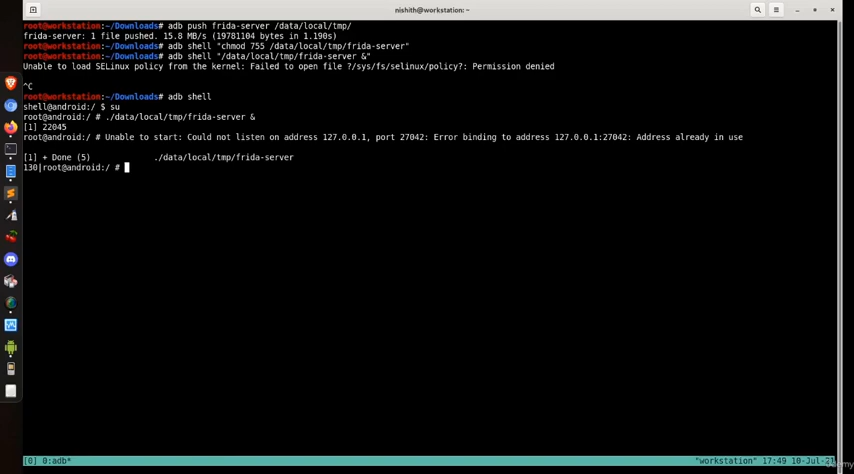 nishith@workstation: ~
root@workstation:~/Downloads# adb push frida-server /data/local/tmp/
frida-server: 1 file pushed. 15.8 MB/s (19781104 bytes in 1.190s)
root@workstation:~/Downloads# adb shell "chmod 755 /data/local/tmp/frida-server"
root@workstation:~/Downloads# adb shell "/data/local/tmp/frida-server &"
Unable to load SELinux policy from the kernel: Failed to open file ?/sys/fs/selinux/policy?: Permission denied
^C
root@workstation:~/Downloads# adb shell
shell@android:/ $ su
root@android:/ # ./data/local/tmp/frida-server &
[1] 22045
root@android:/ # Unable to start: Could not listen on address 127.0.0.1, port 27042: Error binding to address 127.0.0.1:27042: Address already in use
[1] + Done (5) ./data/local/tmp/frida-server
130|root@android:/ #
[0] 0:adb* "workstation" 17:49 10-Jul-21